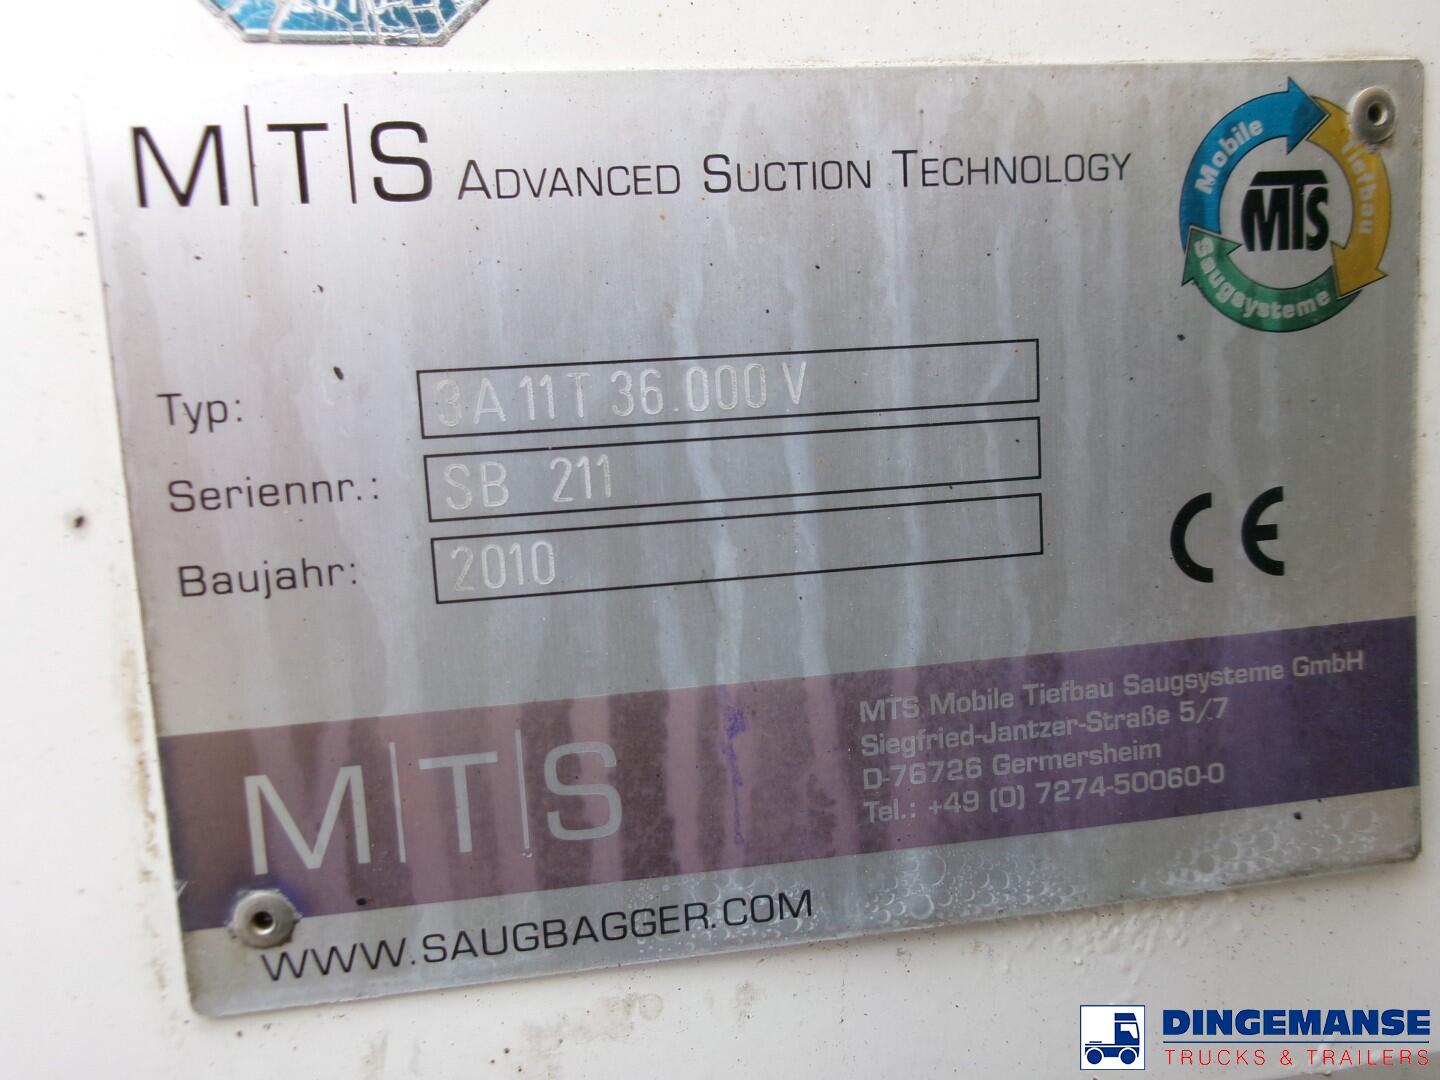 M|T|S ADVANCED SUCTION TECHNOLOGY
Mobile Tiefbau Saugsysteme
MTS
Typ: 3A 11T 36.000 V
Seriennr.: SB 211
Baujahr: 2010
CE
MTS Mobile Tiefbau Saugsysteme GmbH
Siegfried-Jantzer-Straße 5/7
D-76726 Germersheim
Tel.: +49 (0) 7274-50060-0
M|T|S
WWW.SAUGBAGGER.COM
DINGEMANSE
TRUCKS & TRAILERS